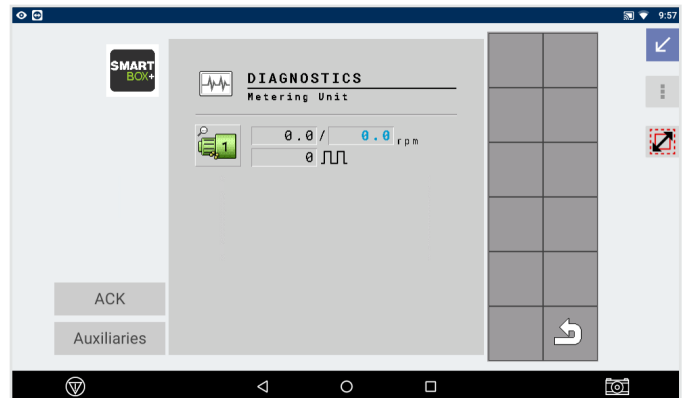 9:57
SMART
BOX+
DIAGNOSTICS
Metering Unit
1
0.0/ 0.0 rpm
0
ACK
Auxiliaries